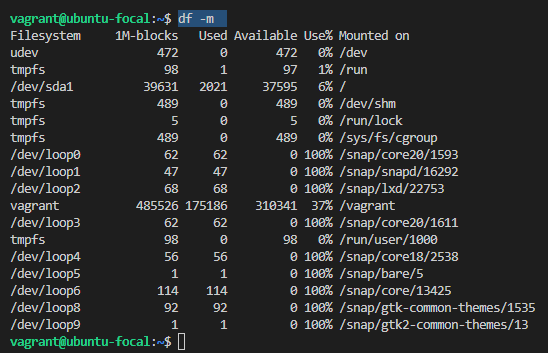 vagrant@ubuntu-focal:~$ df -m
Filesystem     1M-blocks   Used Available Use% Mounted on
udev                 472      0       472   0% /dev
tmpfs                 98      1        97   1% /run
/dev/sda1          39631   2021     37595   6% /
tmpfs                489      0       489   0% /dev/shm
tmpfs                  5      0         5   0% /run/lock
tmpfs                489      0       489   0% /sys/fs/cgroup
/dev/loop0            62     62         0 100% /snap/core20/1593
/dev/loop1            47     47         0 100% /snap/snapd/16292
/dev/loop2            68     68         0 100% /snap/lxd/22753
vagrant           485526 175186    310341  37% /vagrant
/dev/loop3            62     62         0 100% /snap/core20/1611
tmpfs                 98      0        98   0% /run/user/1000
/dev/loop4            56     56         0 100% /snap/core18/2538
/dev/loop5             1      1         0 100% /snap/bare/5
/dev/loop6           114    114         0 100% /snap/core/13425
/dev/loop8            92     92         0 100% /snap/gtk-common-themes/1535
/dev/loop9             1      1         0 100% /snap/gtk2-common-themes/13
vagrant@ubuntu-focal:~$